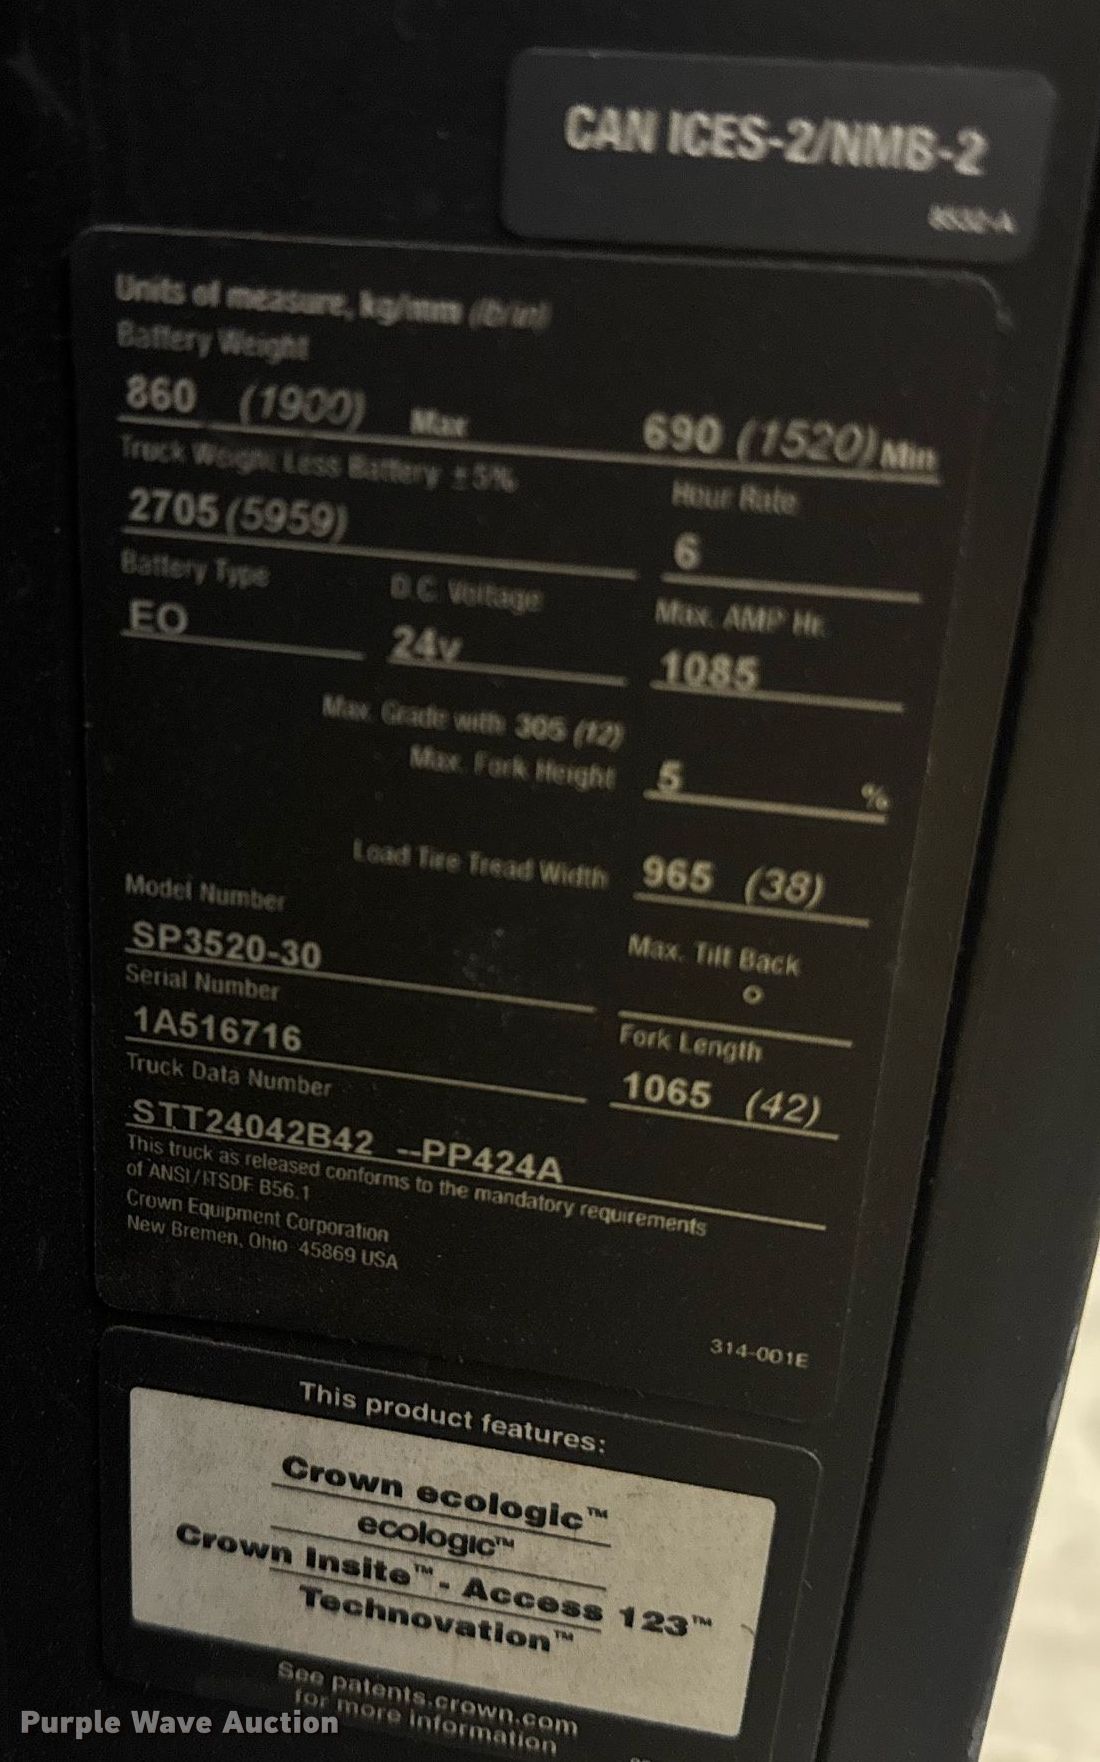 CAN ICES-2/NMB-2
8532-A
Units of measure, kg/mm (lb/in)
Battery Weight
860 (1900) Max 690 (1520) Min
Truck Weight Less Battery ±5% Hour Rate
2705 (5959) 6
Battery Type D.C. Voltage Max. AMP Hr.
EO 24v 1085
Max. Grade with 305 (12)
Max. Fork Height 5 %
Load Tire Tread Width 965 (38)
Model Number
SP3520-30 Max. Tilt Back
Serial Number °
1A516716 Fork Length
Truck Data Number 1065 (42)
STT24042B42 --PP424A
This truck as released conforms to the mandatory requirements
of ANSI/ITSDF B56.1
Crown Equipment Corporation
New Bremen, Ohio 45869 USA
314-001E
This product features:
Crown ecologic™
ecologic™
Crown Insite™- Access 123™
Technovation™
See patents.crown.com
for more information
Purple Wave Auction